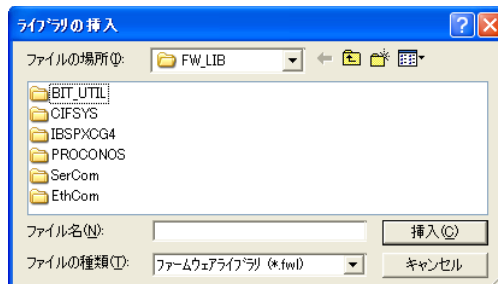 ライブラリの挿入
ファイルの場所(I): FW_LIB
BIT_UTIL
CIFSYS
IBSPXCG4
PROCONOS
SerCom
EthCom
ファイル名(N): 挿入(C)
ファイルの種類(T): ファームウェアライブラリ (*.fwl) キャンセル